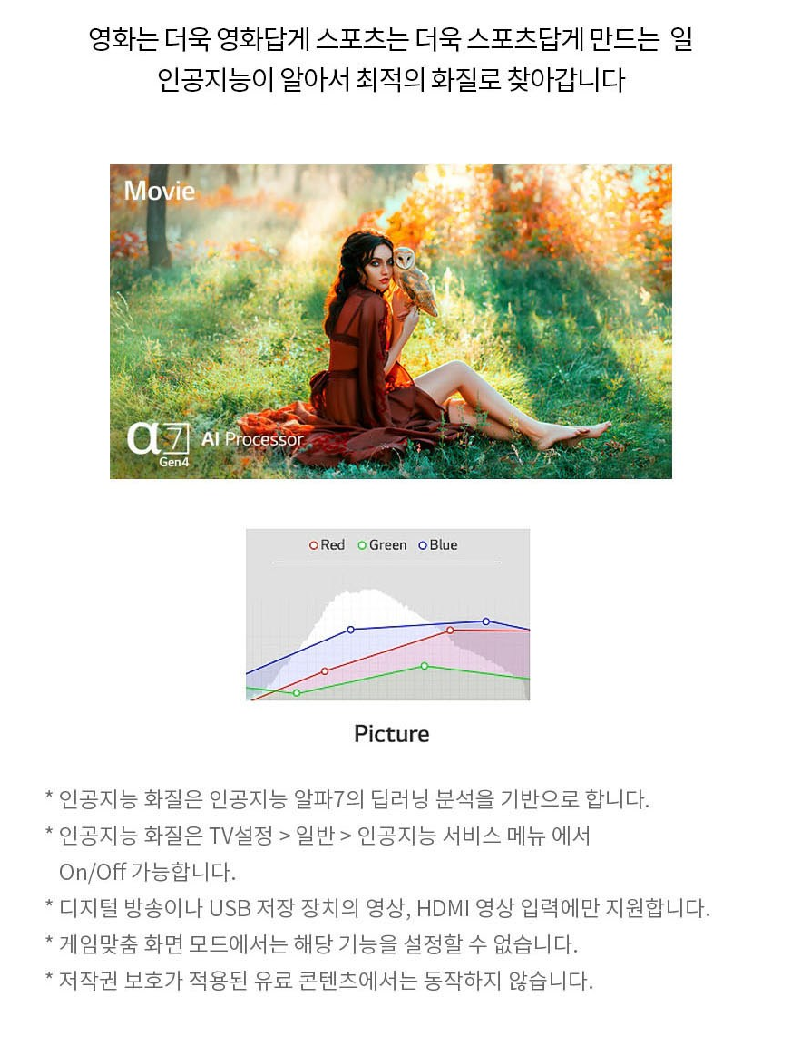 영화는 더욱 영화답게 스포츠는 더욱 스포츠답게 만드는 일
인공지능이 알아서 최적의 화질로 찾아갑니다
Movie
α7 AI Processor
Gen4
Red Green Blue
Picture
* 인공지능 화질은 인공지능 알파7의 딥러닝 분석을 기반으로 합니다.
* 인공지능 화질은 TV설정 > 일반 > 인공지능 서비스 메뉴 에서
On/Off 가능합니다.
* 디지털 방송이나 USB 저장 장치의 영상, HDMI 영상 입력에만 지원합니다.
* 게임맞춤 화면 모드에서는 해당 기능을 설정할 수 없습니다.
* 저작권 보호가 적용된 유료 콘텐츠에서는 동작하지 않습니다.